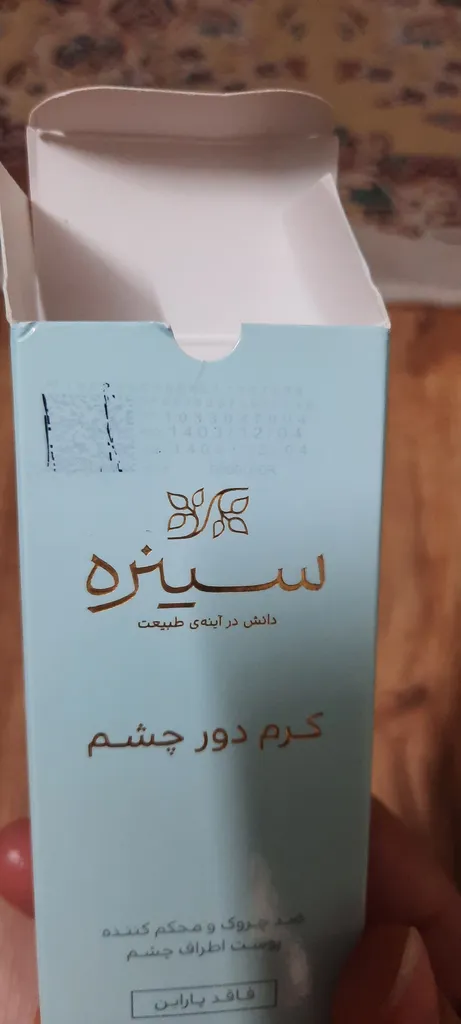 سینره
دانش در آینه‌ی طبیعت
کرم دور چشم
ضد چروک و محکم کننده
پوست اطراف چشم
فاقد پارابن